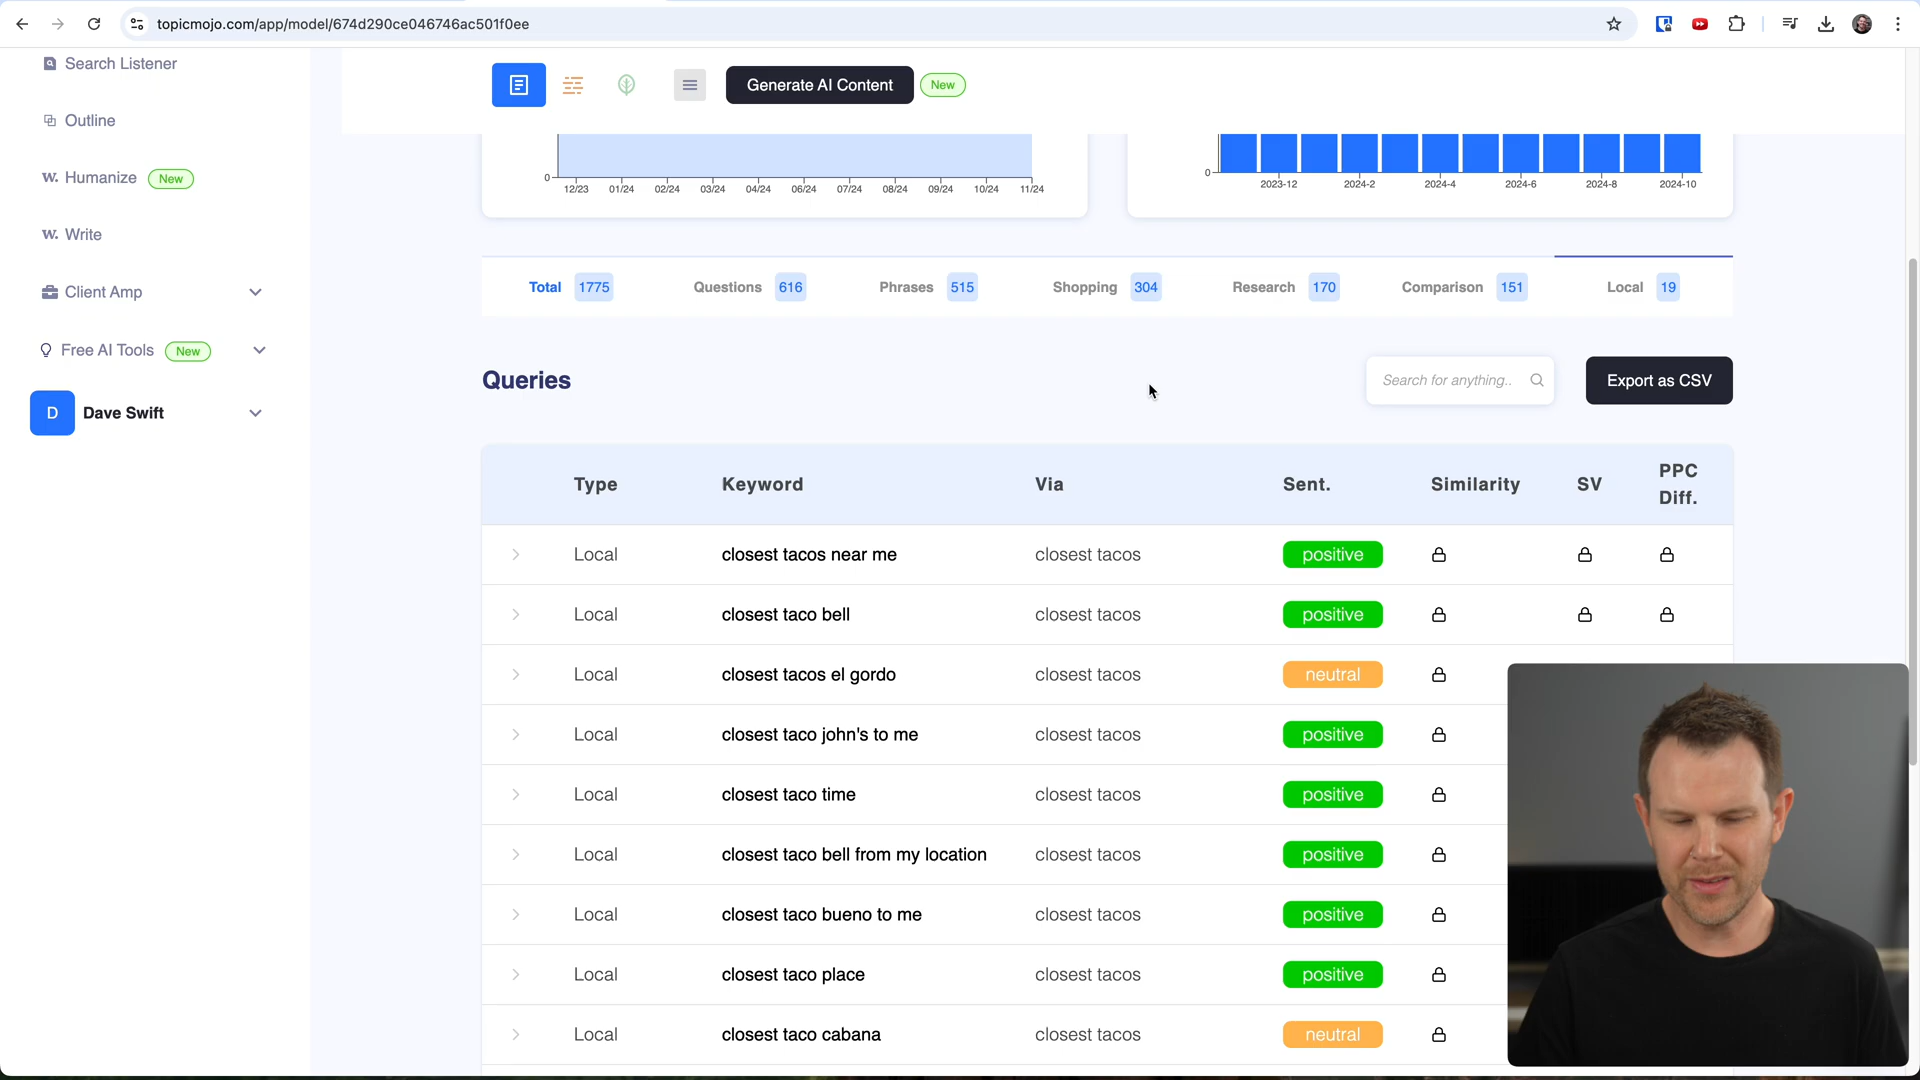 topicmojo.com/app/model/674d290ce046746ac501f0ee
Search Listener
Outline
W. Humanize New
W. Write
Client Amp
Free AI Tools New
D Dave Swift
Generate AI Content New
0
12/23 01/24 02/24 03/24 04/24 06/24 07/24 08/24 09/24 10/24 11/24
0
2023-12 2024-2 2024-4 2024-6 2024-8 2024-10
Total 1775 Questions 616 Phrases 515 Shopping 304 Research 170 Comparison 151 Local 19
Queries
Search for anything..
Export as CSV
Type Keyword Via Sent. Similarity SV PPC Diff.
Local closest tacos near me closest tacos positive
Local closest taco bell closest tacos positive
Local closest tacos el gordo closest tacos neutral
Local closest taco john's to me closest tacos positive
Local closest taco time closest tacos positive
Local closest taco bell from my location closest tacos positive
Local closest taco bueno to me closest tacos positive
Local closest taco place closest tacos positive
Local closest taco cabana closest tacos neutral